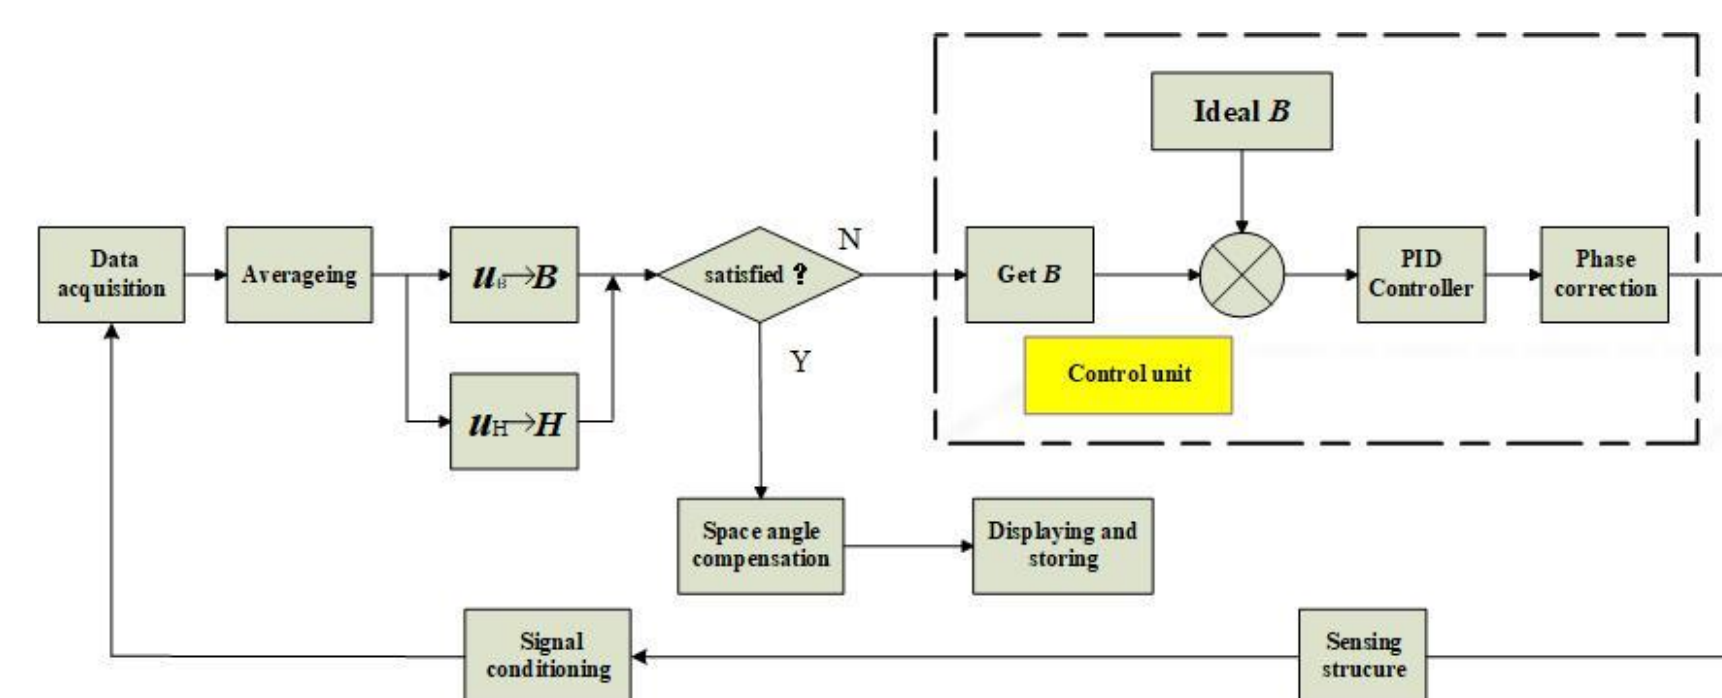 Ideal B
N
Data
acquisition
Averageing
uB→B
satisfied ?
Get B
PID
Controller
Phase
correction
Y
Control unit
uH→H
Space angle
compensation
Displaying and
storing
Signal
conditioning
Sensing
strucure